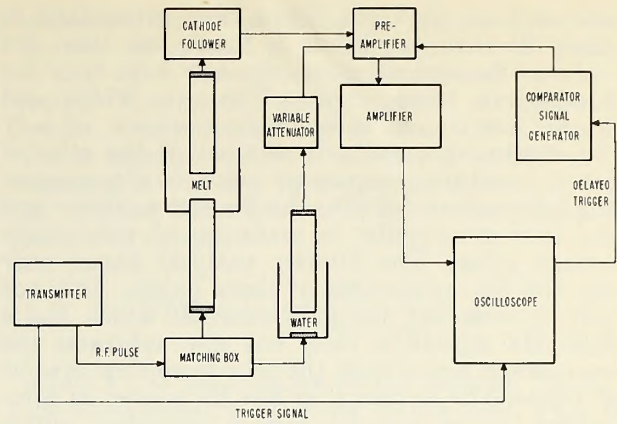 CATHODE
FOLLOWER
PRE-
AMPLIFIER
VARIABLE
ATTENUATOR
AMPLIFIER
COMPARATOR
SIGNAL
GENERATOR
MELT
DELAYED
TRIGGER
TRANSMITTER
OSCILLOSCOPE
WATER
R.F. PULSE
MATCHING BOX
TRIGGER SIGNAL